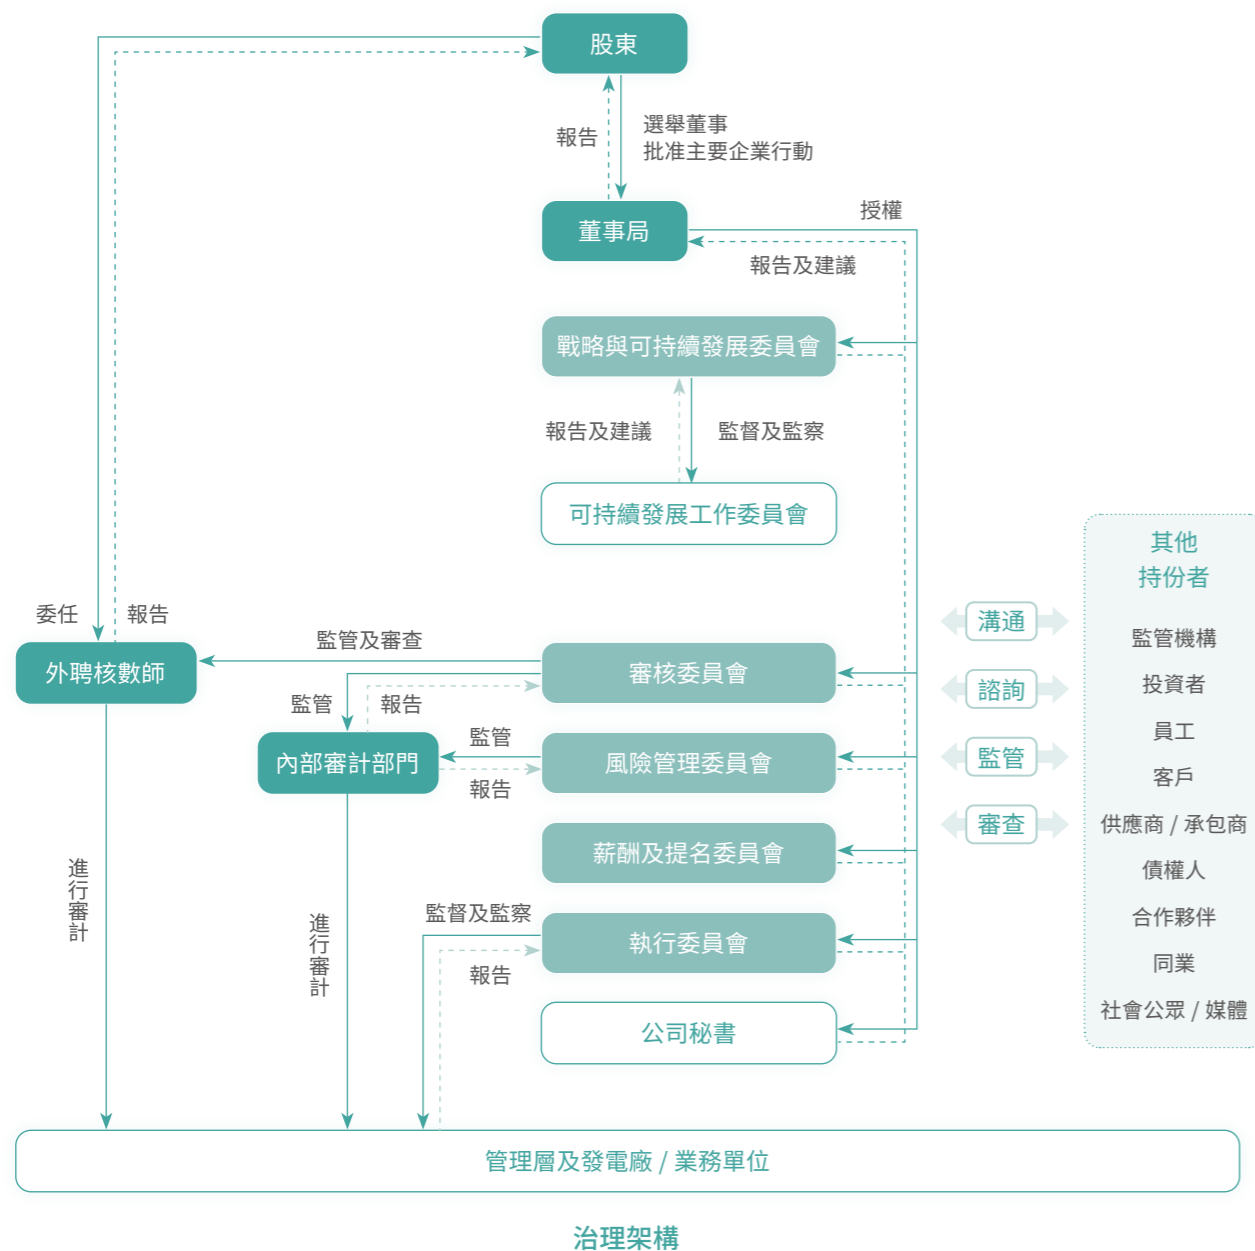 股東
報告
選舉董事
批准主要企業行動
董事局
授權
報告及建議
戰略與可持續發展委員會
報告及建議
監督及監察
可持續發展工作委員會
委任
報告
外聘核數師
監管及審查
審核委員會
監管
報告
內部審計部門
監管
報告
風險管理委員會
薪酬及提名委員會
進行審計
進行審計
監督及監察
報告
執行委員會
公司秘書
溝通
諮詢
監管
審查
其他
持份者
監管機構
投資者
員工
客戶
供應商 / 承包商
債權人
合作夥伴
同業
社會公眾 / 媒體
管理層及發電廠 / 業務單位
治理架構